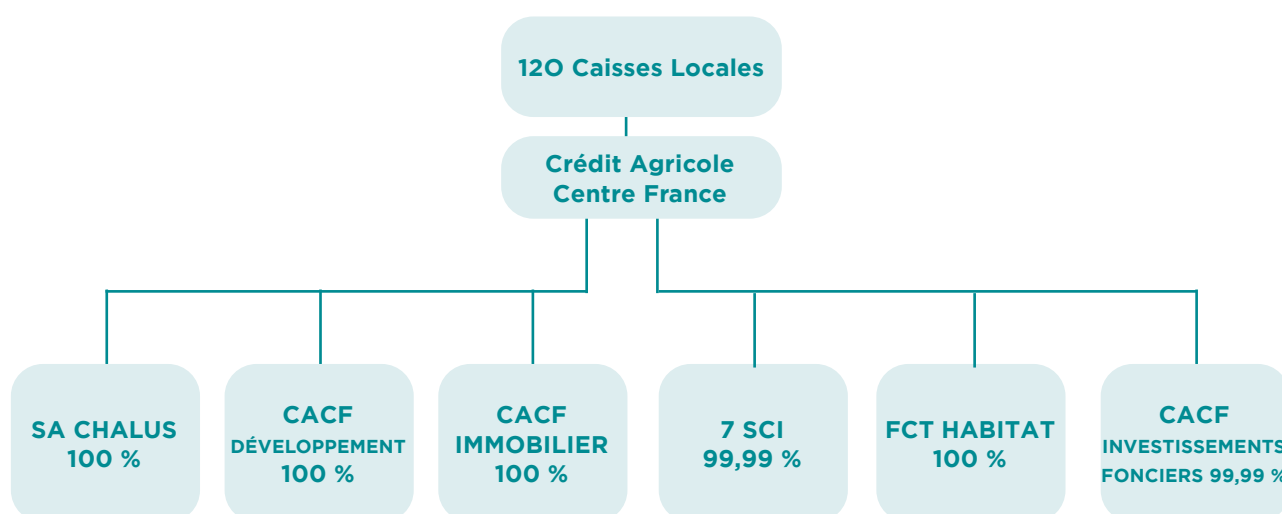 120 Caisses Locales
Crédit Agricole
Centre France
SA CHALUS
100 %
CACF
DÉVELOPPEMENT
100 %
CACF
IMMOBILIER
100 %
7 SCI
99,99 %
FCT HABITAT
100 %
CACF
INVESTISSEMENTS
FONCIERS 99,99 %